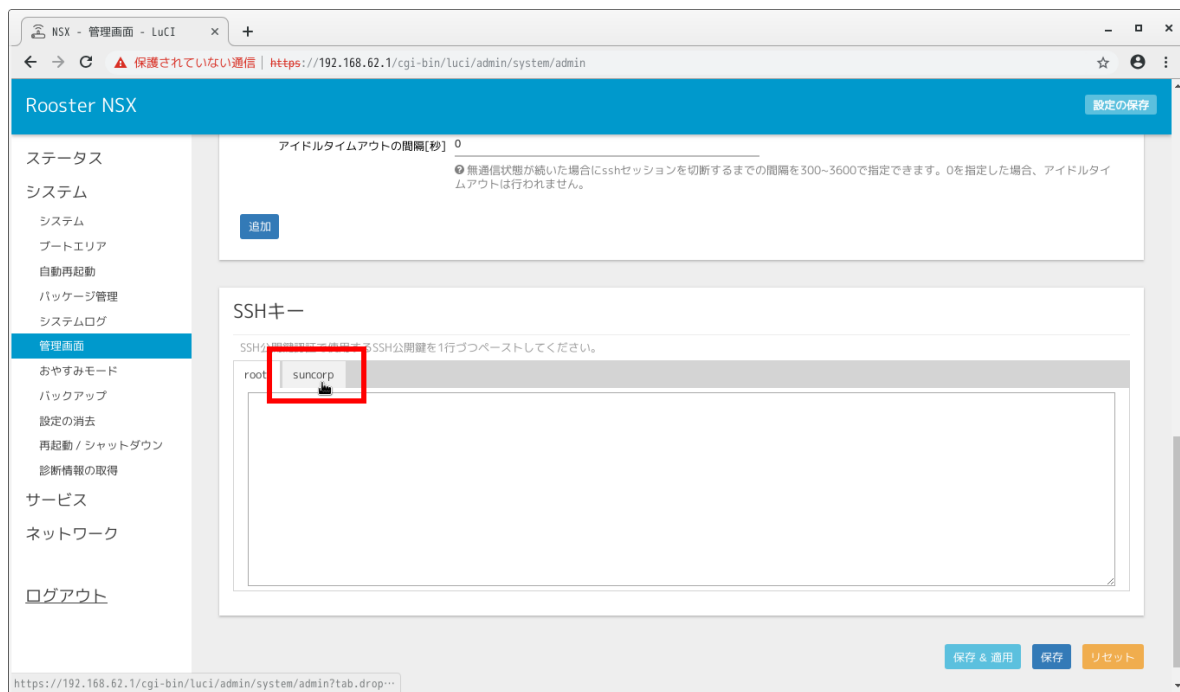 NSX - 管理画面 - LuCI
保護されていない通信 | https://192.168.62.1/cgi-bin/luci/admin/system/admin
Rooster NSX
設定の保存
ステータス
システム
システム
ブートエリア
自動再起動
パッケージ管理
システムログ
管理画面
おやすみモード
バックアップ
設定の消去
再起動 / シャットダウン
診断情報の取得
サービス
ネットワーク
ログアウト
アイドルタイムアウトの間隔[秒] 0
無通信状態が続いた場合にsshセッションを切断するまでの間隔を300~3600で指定できます。0を指定した場合、アイドルタイ
ムアウトは行われません。
追加
SSHキー
SSH公開鍵認証で使用するSSH公開鍵を1行づつペーストしてください。
root suncorp
保存 & 適用 保存 リセット
https://192.168.62.1/cgi-bin/luci/admin/system/admin?tab.drop…